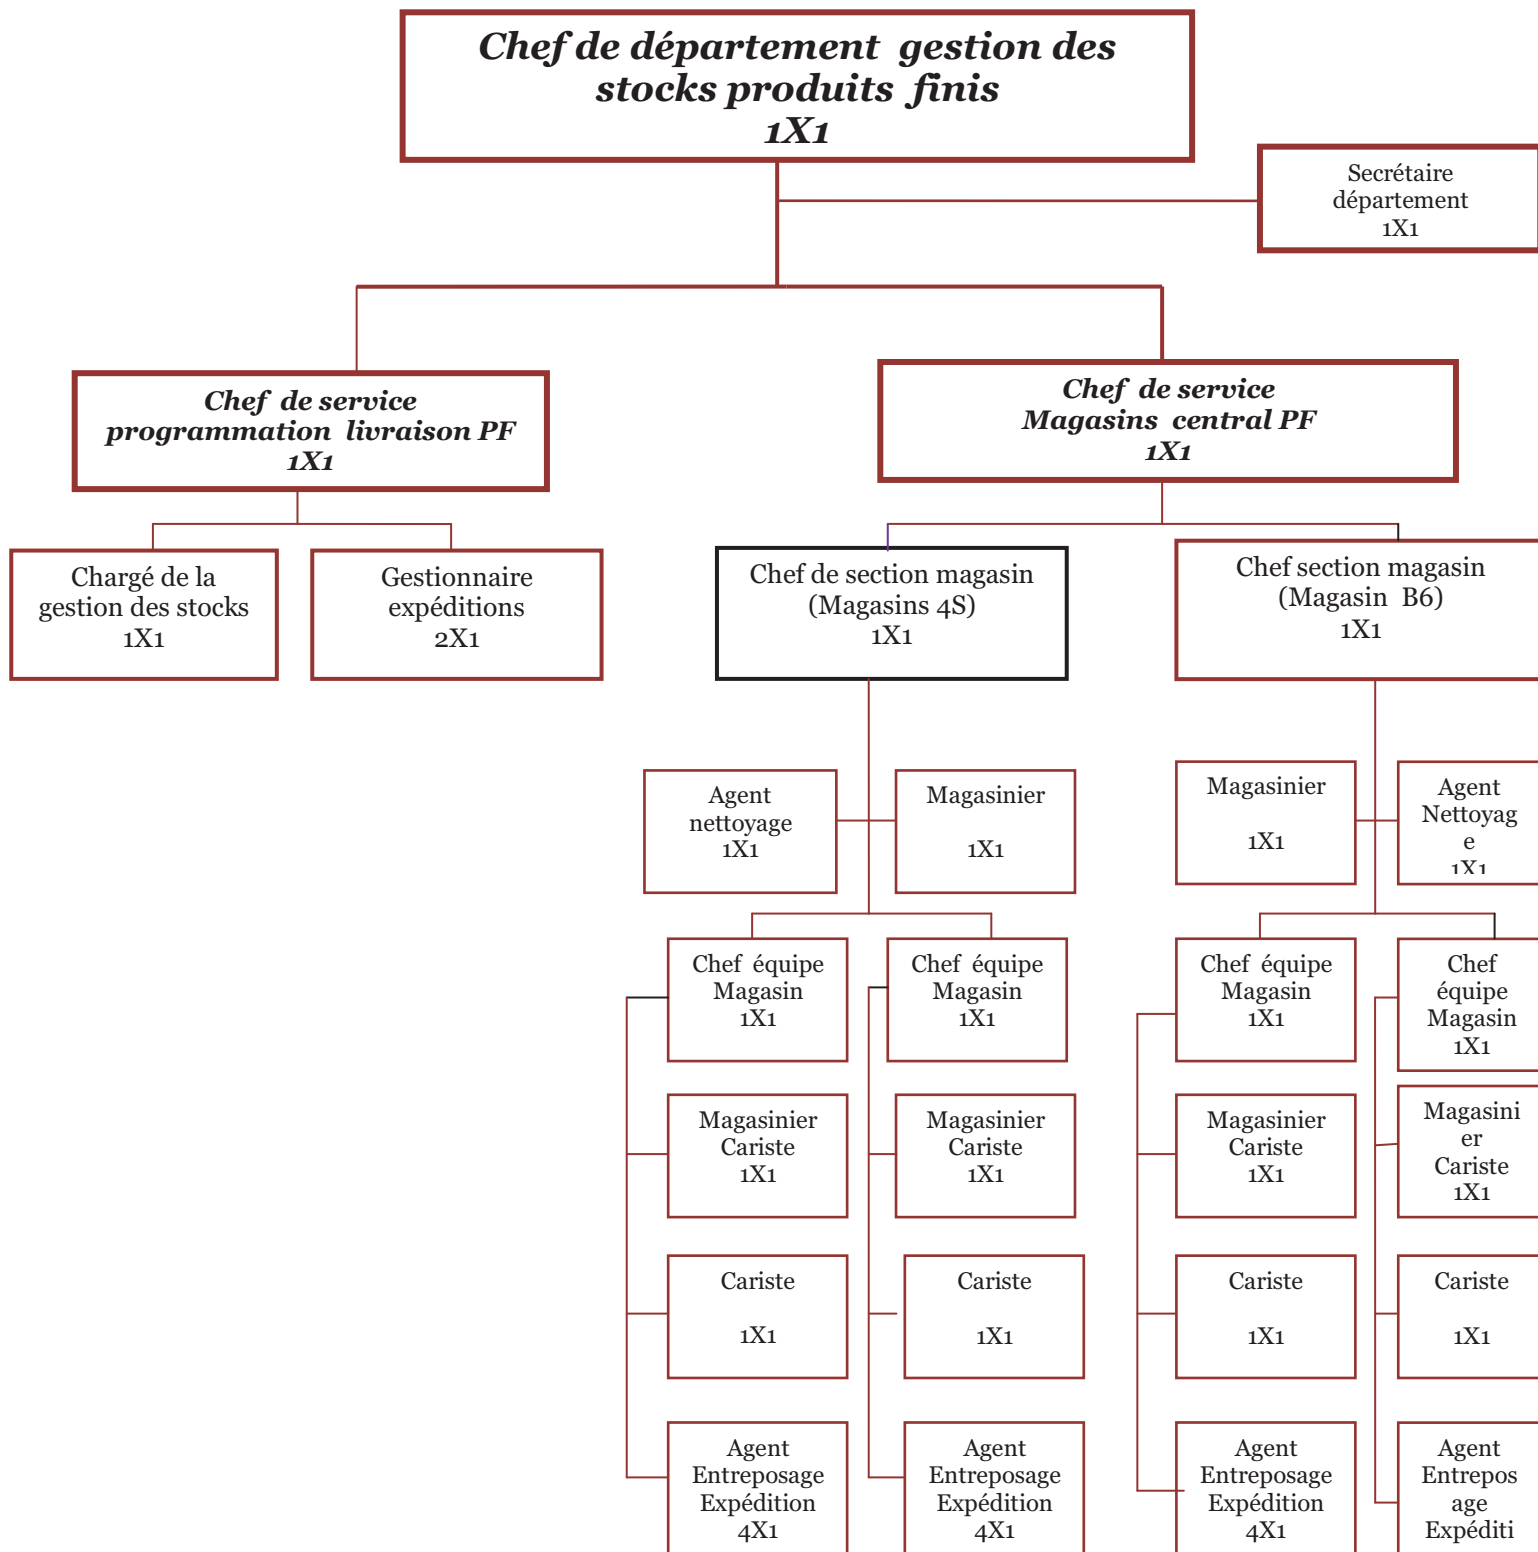 Chef de département gestion des
stocks produits finis
1X1
Secrétaire
département
1X1
Chef de service
programmation livraison PF
1X1
Chef de service
Magasins central PF
1X1
Chargé de la
gestion des stocks
1X1
Gestionnaire
expéditions
2X1
Chef de section magasin
(Magasins 4S)
1X1
Chef section magasin
(Magasin B6)
1X1
Agent
nettoyage
1X1
Magasinier
1X1
Magasinier
1X1
Agent
Nettoyag
e
1X1
Chef équipe
Magasin
1X1
Chef équipe
Magasin
1X1
Chef équipe
Magasin
1X1
Chef
équipe
Magasin
1X1
Magasinier
Cariste
1X1
Magasinier
Cariste
1X1
Magasinier
Cariste
1X1
Magasini
er
Cariste
1X1
Cariste
1X1
Cariste
1X1
Cariste
1X1
Cariste
1X1
Agent
Entreposage
Expédition
4X1
Agent
Entreposage
Expédition
4X1
Agent
Entreposage
Expédition
4X1
Agent
Entrepos
age
Expéditi